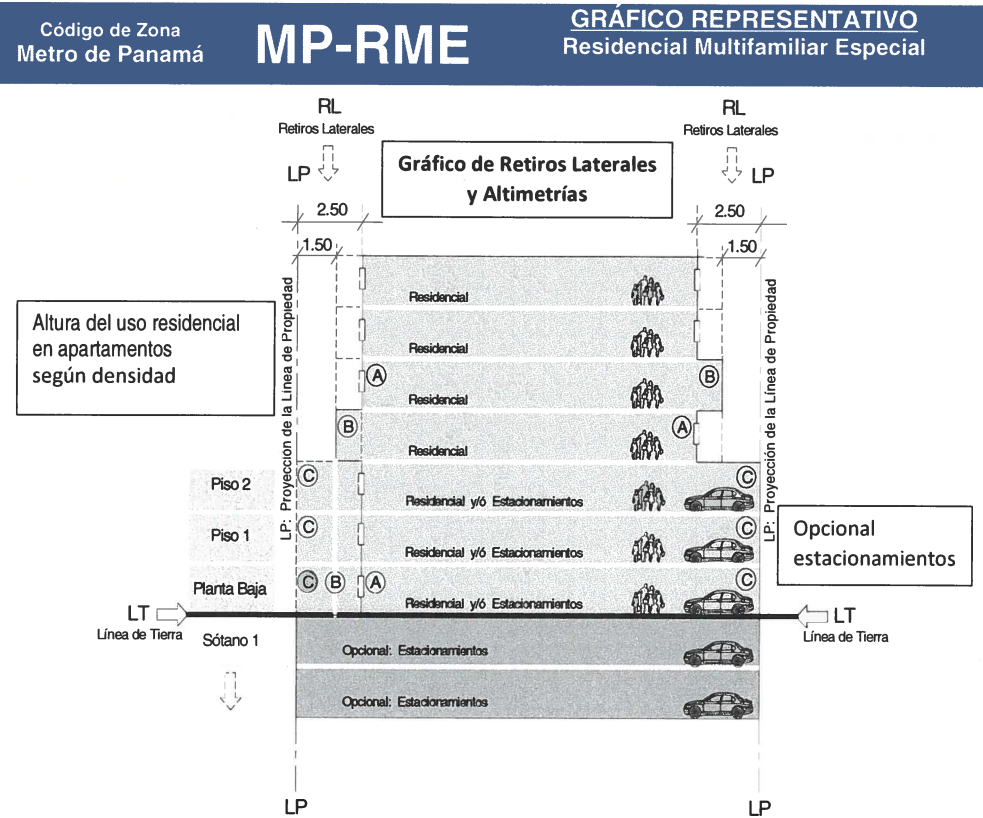 Código de Zona
Metro de Panamá
MP-RME
GRÁFICO REPRESENTATIVO
Residencial Multifamiliar Especial
RL
Retiros Laterales
LP
RL
Retiros Laterales
LP
Gráfico de Retiros Laterales
y Altimetrías
2.50
1.50
2.50
1.50
Altura del uso residencial
en apartamentos
según densidad
LP: Proyección de la Línea de Propiedad
LP: Proyección de la Línea de Propiedad
Residencial
Residencial
A
Residencial
B
B
Residencial
A
Piso 2
C
Residencial y/ó Estacionamientos
C
Piso 1
C
Residencial y/ó Estacionamientos
C
Opcional
estacionamientos
Planta Baja
C B A
Residencial y/ó Estacionamientos
C
LT
Línea de Tierra
LT
Línea de Tierra
Sótano 1
Opcional: Estacionamientos
Opcional: Estacionamientos
LP
LP